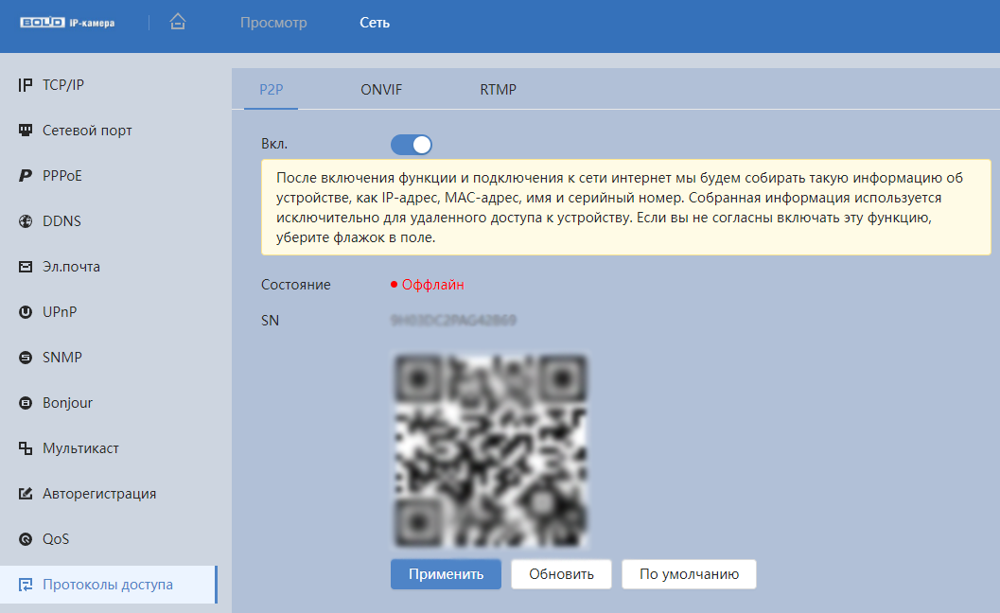 BOLID IP-камера
Просмотр
Сеть
TCP/IP
Сетевой порт
PPPoE
DDNS
Эл.почта
UPnP
SNMP
Bonjour
Мультикаст
Авторегистрация
QoS
Протоколы доступа
P2P
ONVIF
RTMP
Вкл.
После включения функции и подключения к сети интернет мы будем собирать такую информацию об
устройстве, как IP-адрес, MAC-адрес, имя и серийный номер. Собранная информация используется
исключительно для удаленного доступа к устройству. Если вы не согласны включать эту функцию,
уберите флажок в поле.
Состояние
Оффлайн
SN
Применить
Обновить
По умолчанию